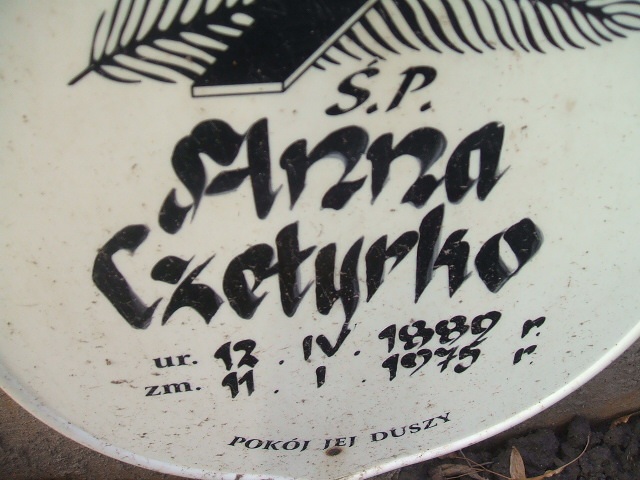 Ś.P.
Anna
Czetyrko
ur. 12. IV. 1889 r.
zm. 11. I. 1975 r.
POKÓJ JEJ DUSZY